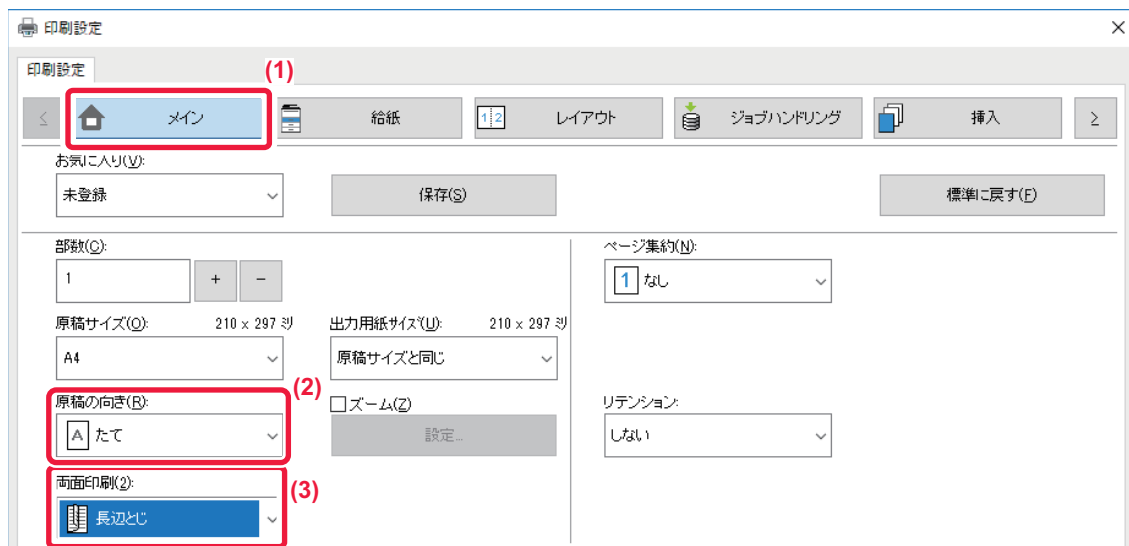 印刷設定
印刷設定
(1)
メイン
給紙
1 2 レイアウト
ジョブハンドリング
挿入
お気に入り(V):
未登録
保存(S)
標準に戻す(F)
部数(C):
1
+ -
ページ集約(N):
1 なし
原稿サイズ(O): 210 x 297 ミリ
A4
出力用紙サイズ(U): 210 x 297 ミリ
原稿サイズと同じ
(2)
原稿の向き(R):
A たて
ズーム(Z)
設定...
リテンション:
しない
(3)
両面印刷(2):
長辺とじ